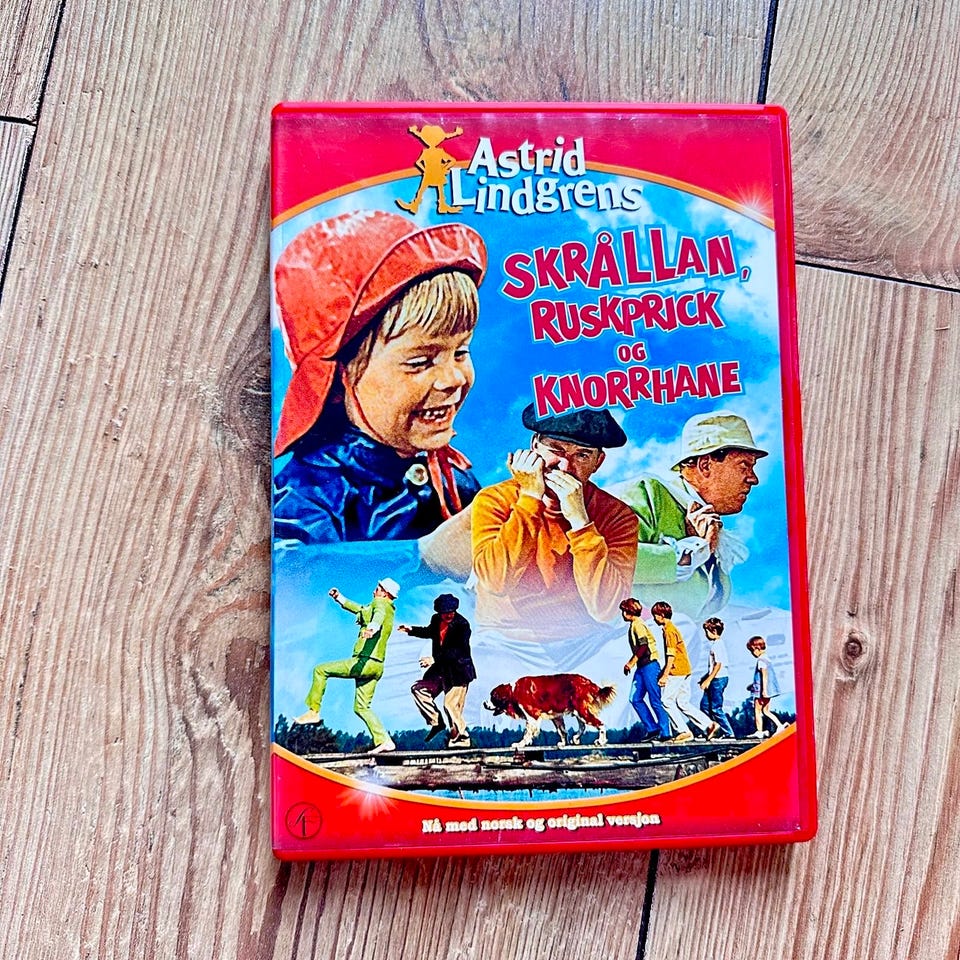 Astrid
Lindgrens
SKRÅLLAN,
RUSKPRICK
OG
KNORRHANE
Nå med norsk og original versjon